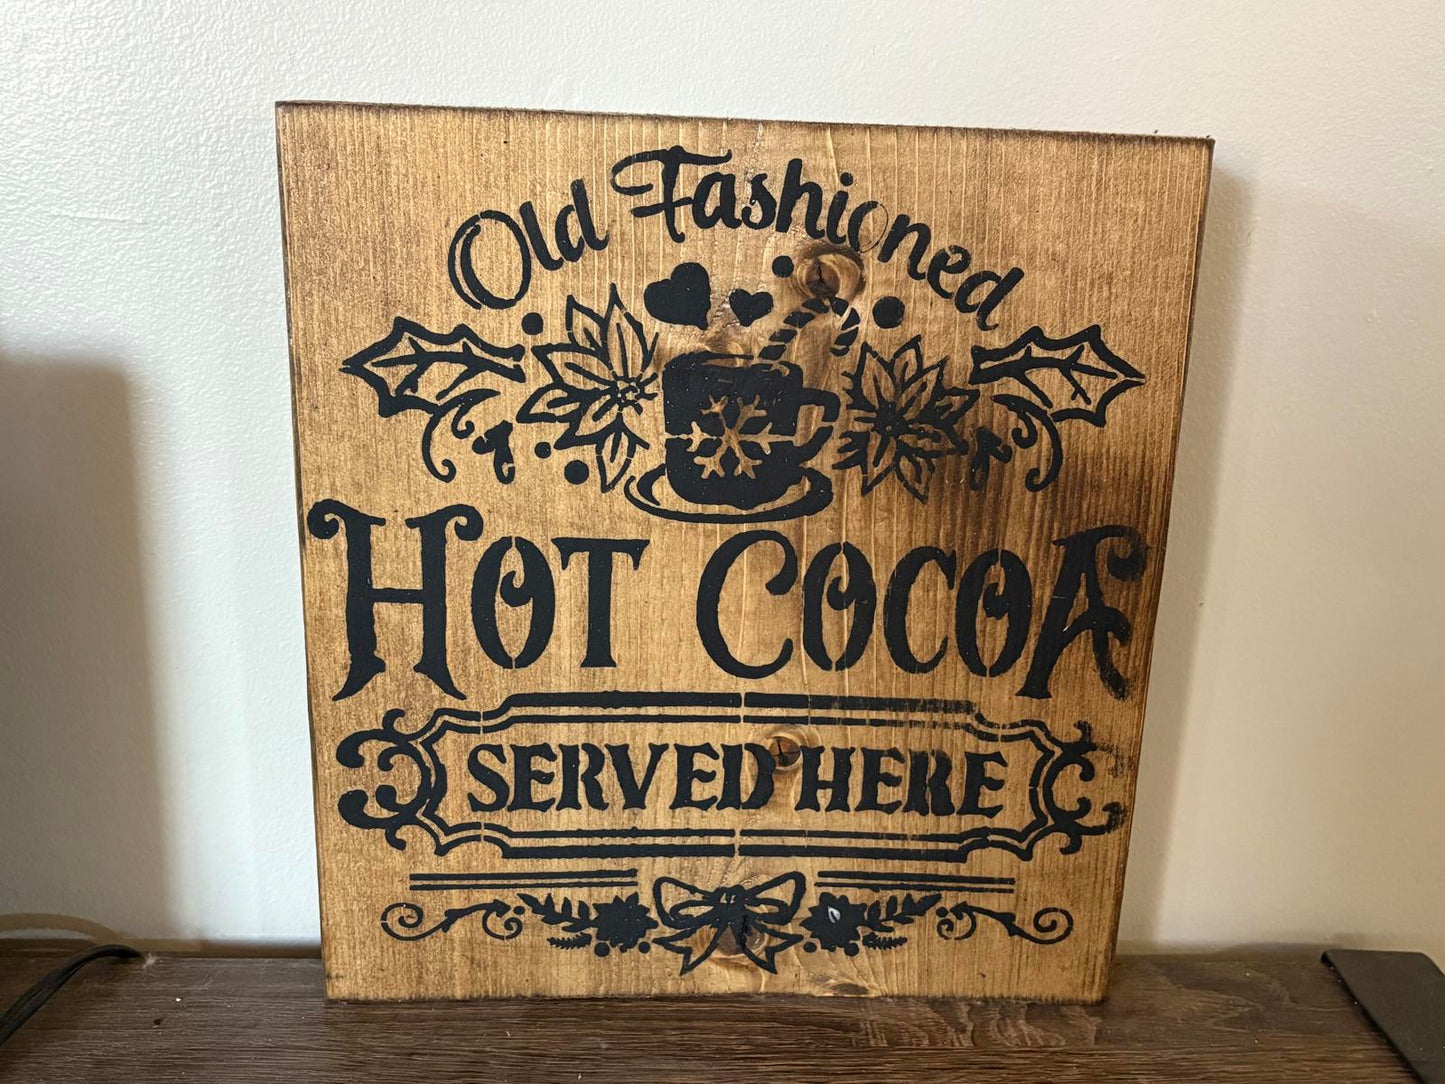 Old Fashioned
HOT COCOA
SERVED HERE